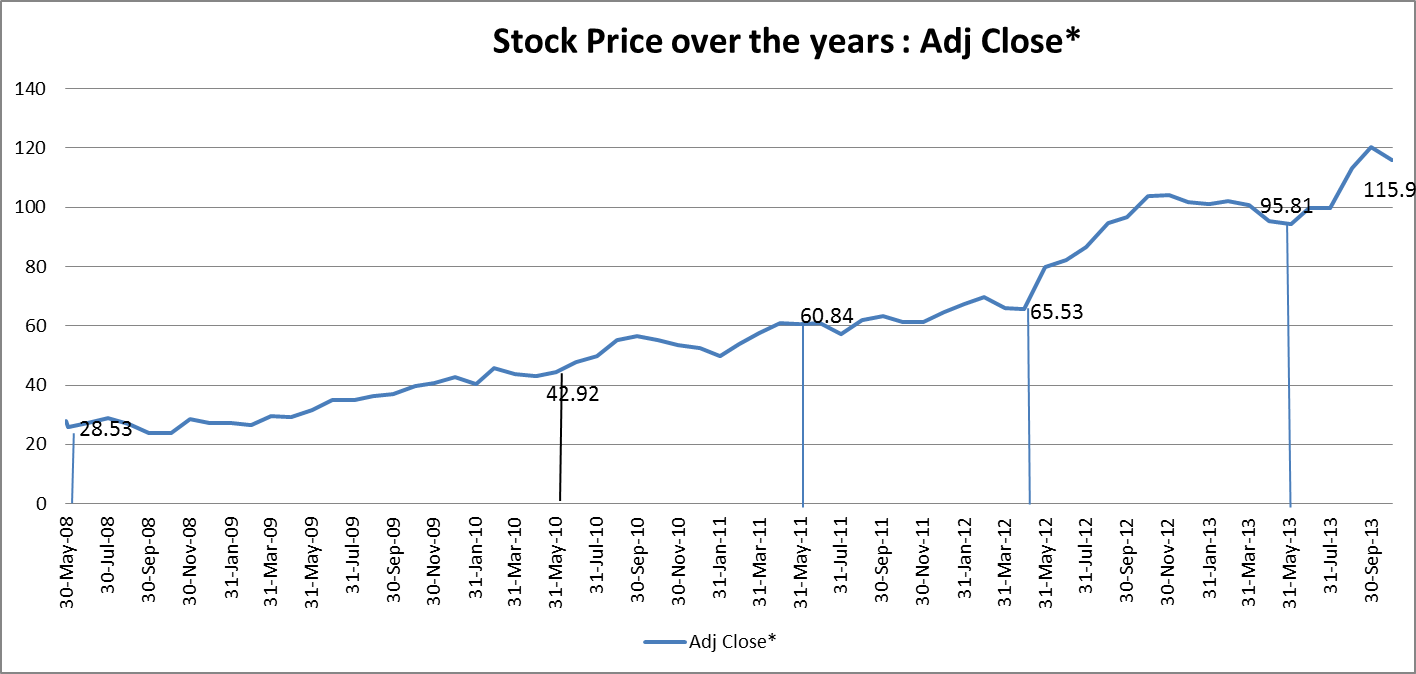 Stock Price over the years : Adj Close*
140
120
100
80
60
40
20
0
28.53
42.92
60.84
65.53
95.81
115.9
30-May-08
30-Jul-08
30-Sep-08
30-Nov-08
31-Jan-09
31-Mar-09
31-May-09
31-Jul-09
30-Sep-09
30-Nov-09
31-Jan-10
31-Mar-10
31-May-10
31-Jul-10
30-Sep-10
30-Nov-10
31-Jan-11
31-Mar-11
31-May-11
31-Jul-11
30-Sep-11
30-Nov-11
31-Jan-12
31-Mar-12
31-May-12
31-Jul-12
30-Sep-12
30-Nov-12
31-Jan-13
31-Mar-13
31-May-13
31-Jul-13
30-Sep-13
Adj Close*